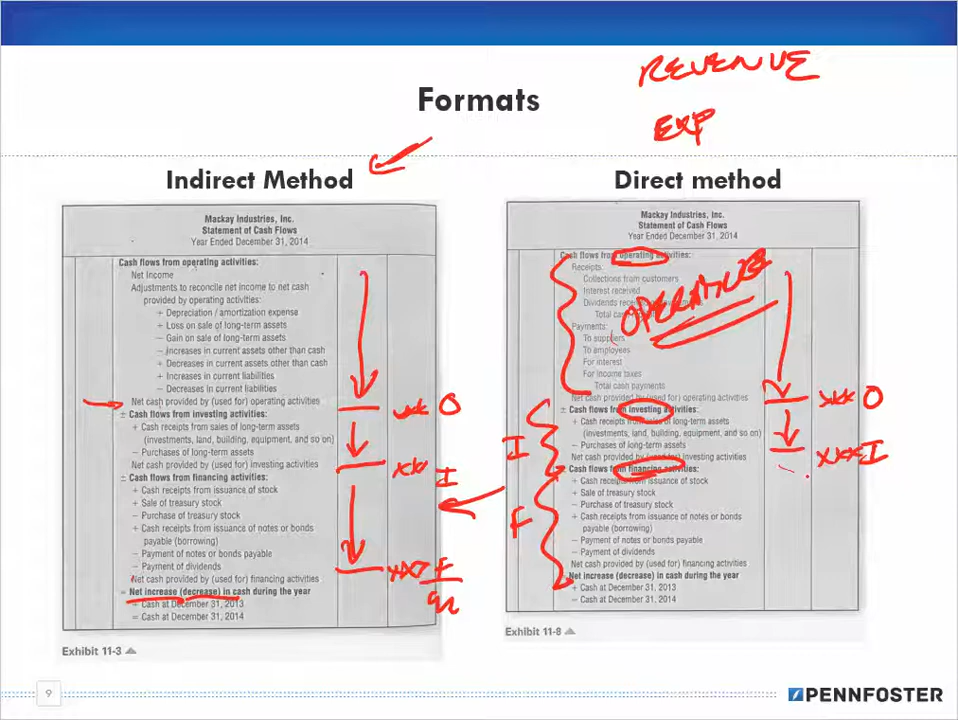 REVENUE
Formats
EXP
Indirect Method
Mackay Industries, Inc.
Statement of Cash Flows
Year Ended December 31, 2014
Cash flows from operating activities:
Net Income
Adjustments to reconcile net income to net cash
provided by operating activities:
+ Depreciation / amortization expense
+ Loss on sale of long-term assets
− Gain on sale of long-term assets
− Increases in current assets other than cash
+ Decreases in current assets other than cash
+ Increases in current liabilities
− Decreases in current liabilities
Net cash provided by (used for) operating activities
xxx O
± Cash flows from investing activities:
+ Cash receipts from sales of long-term assets
(investments, land, building, equipment, and so on)
− Purchases of long-term assets
Net cash provided by (used for) investing activities
xxx I
± Cash flows from financing activities:
+ Cash receipts from issuance of stock
+ Sale of treasury stock
− Purchase of treasury stock
+ Cash receipts from issuance of notes or bonds
payable (borrowing)
− Payment of notes or bonds payable
− Payment of dividends
Net cash provided by (used for) financing activities
xxx F
= Net increase (decrease) in cash during the year
+ Cash at December 31, 2013
= Cash at December 31, 2014
Exhibit 11-3
Direct method
Mackay Industries, Inc.
Statement of Cash Flows
Year Ended December 31, 2014
Cash flows from operating activities:
Receipts:
Collections from customers
Interest received
Dividends received
Total cash
OPERATING
Payments:
To suppliers
To employees
For interest
For income taxes
Total cash payments
Net cash provided by (used for) operating activities
xxx O
± Cash flows from investing activities:
+ Cash receipts from sales of long-term assets
(investments, land, building, equipment, and so on)
− Purchases of long-term assets
Net cash provided by (used for) investing activities
I
xxx I
± Cash flows from financing activities:
+ Cash receipts from issuance of stock
+ Sale of treasury stock
− Purchase of treasury stock
+ Cash receipts from issuance of notes or bonds
payable (borrowing)
− Payment of notes or bonds payable
− Payment of dividends
Net cash provided by (used for) financing activities
F
Net increase (decrease) in cash during the year
+ Cash at December 31, 2013
= Cash at December 31, 2014
Exhibit 11-8
9
PENNFOSTER